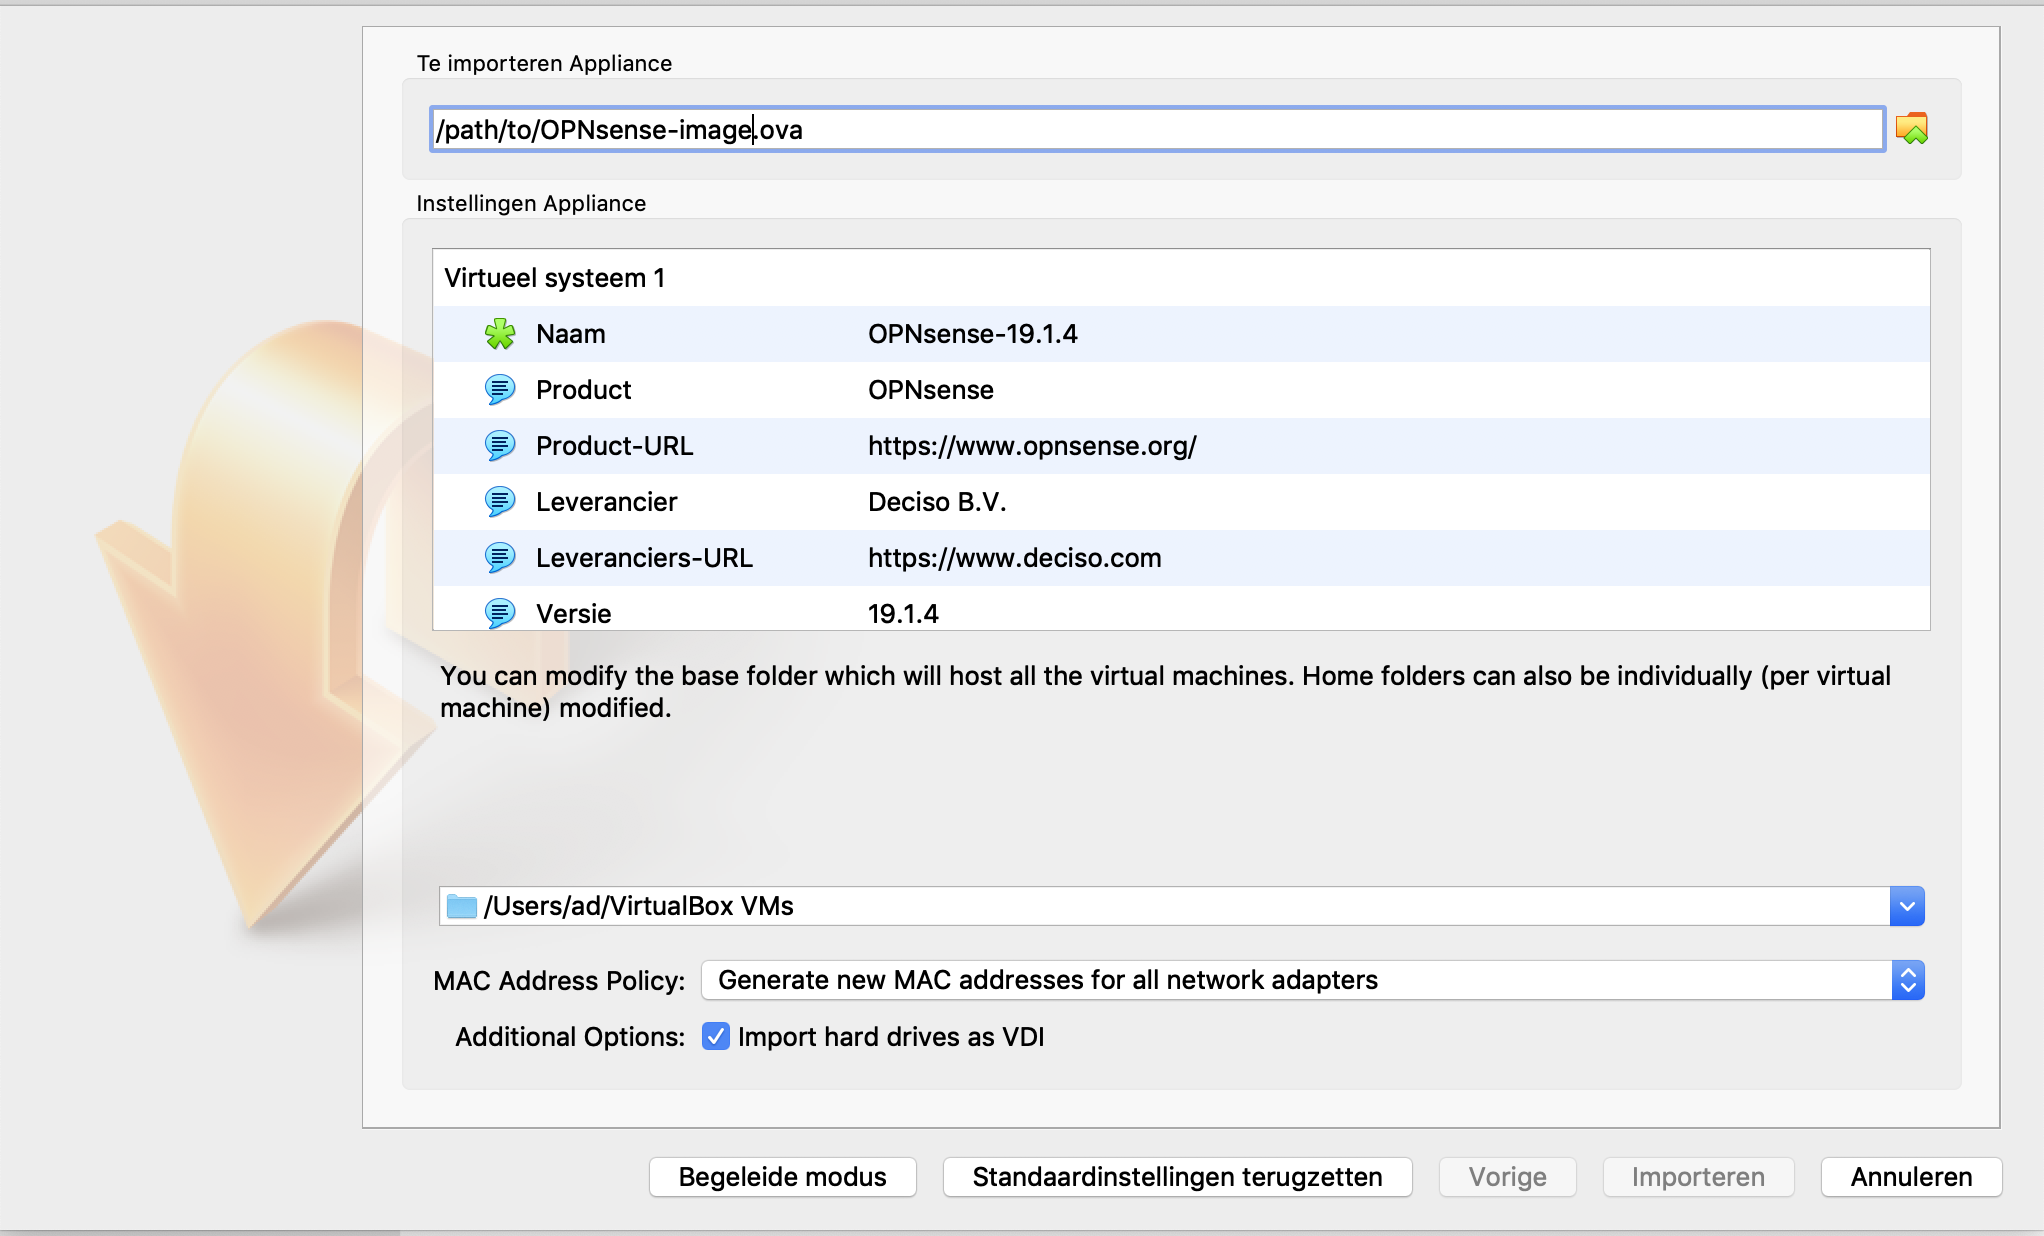 Te importeren Appliance
/path/to/OPNsense-image.ova
Instellingen Appliance
Virtueel systeem 1
Naam OPNsense-19.1.4
Product OPNsense
Product-URL https://www.opnsense.org/
Leverancier Deciso B.V.
Leveranciers-URL https://www.deciso.com
Versie 19.1.4
You can modify the base folder which will host all the virtual machines. Home folders can also be individually (per virtual
machine) modified.
/Users/ad/VirtualBox VMs
MAC Address Policy: Generate new MAC addresses for all network adapters
Additional Options: Import hard drives as VDI
Begeleide modus Standaardinstellingen terugzetten Vorige Importeren Annuleren